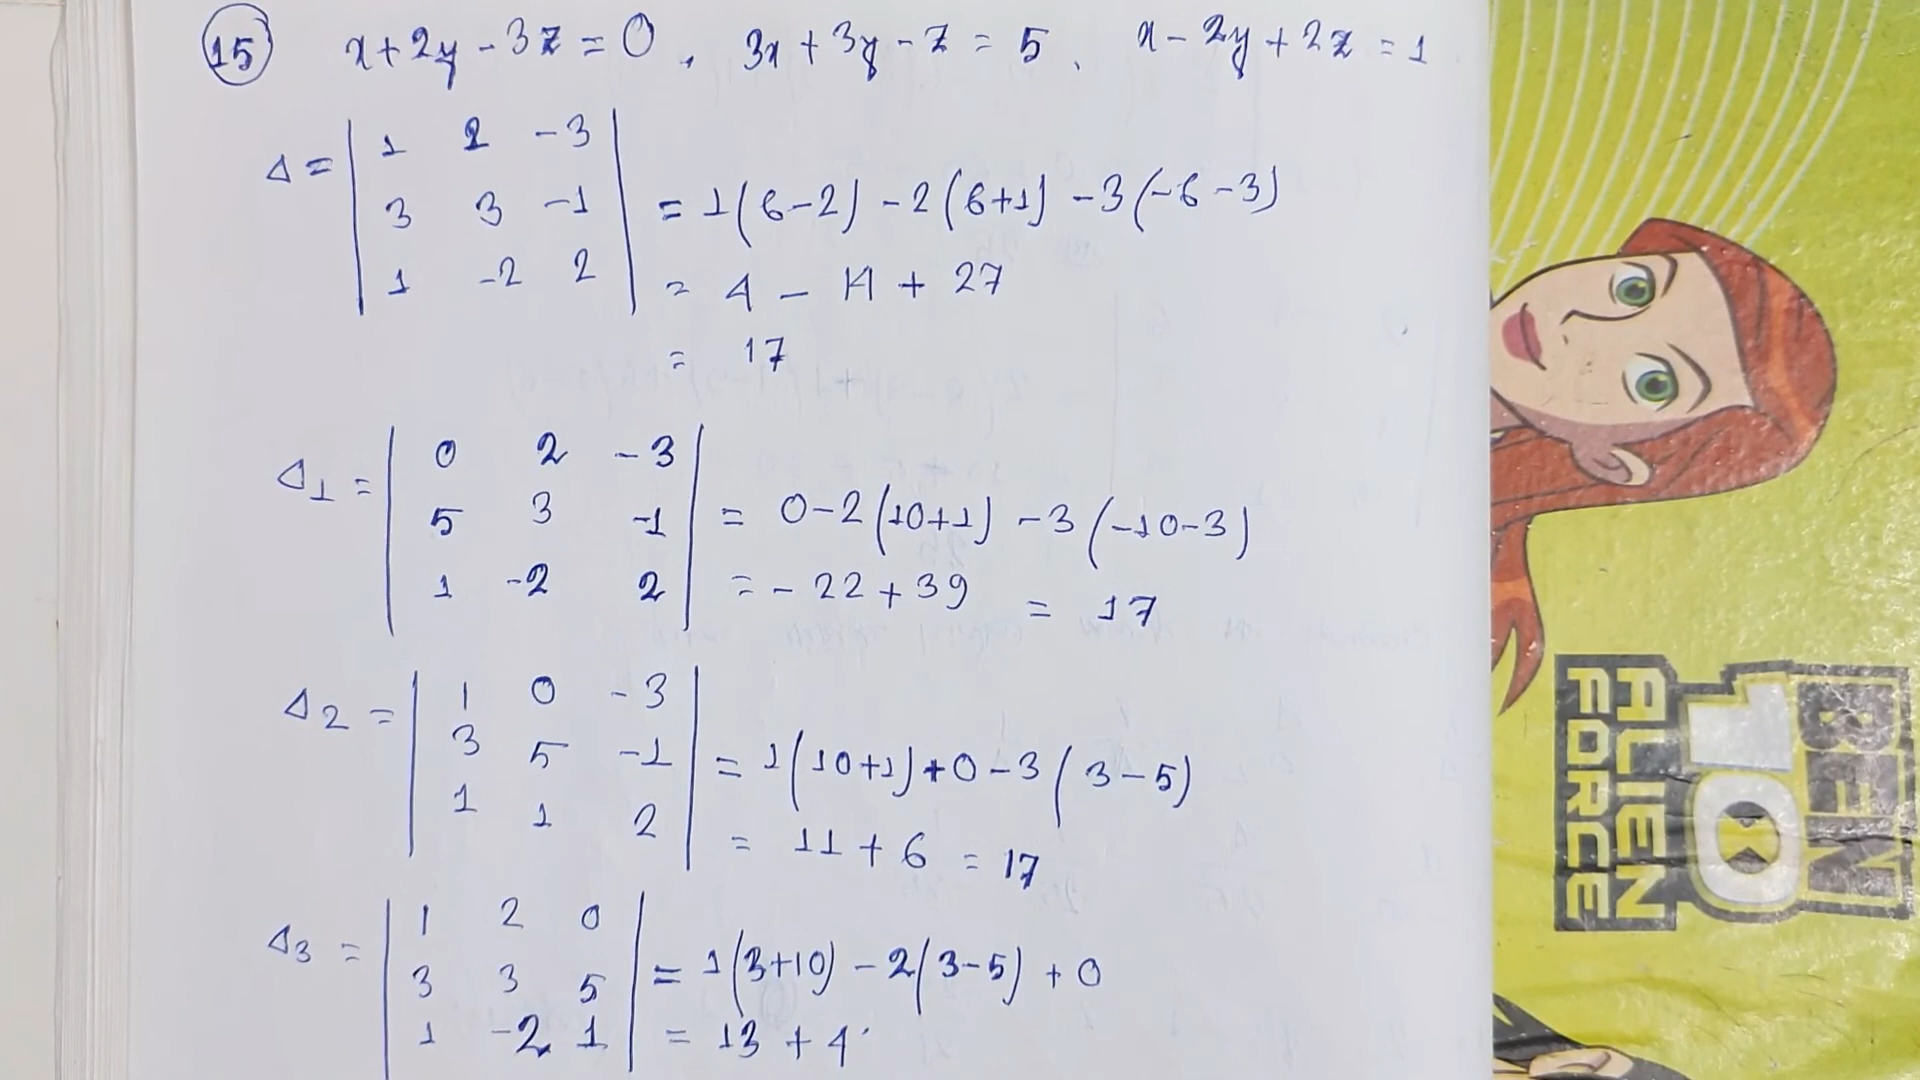 15 x+2y-3z=0, 3x+3y-z=5, x-2y+2z=1
Δ = | 1 2 -3 |
| 3 3 -1 | = 1(6-2) -2(6+1) -3(-6-3)
| 1 -2 2 | = 4 - 14 + 27
= 17
Δ1 = | 0 2 -3 |
| 5 3 -1 | = 0-2(10+1) -3(-10-3)
| 1 -2 2 | = -22+39 = 17
Δ2 = | 1 0 -3 |
| 3 5 -1 | = 1(10+1)+0-3(3-5)
| 1 1 2 | = 11+6 = 17
Δ3 = | 1 2 0 |
| 3 3 5 | = 1(3+10) -2(3-5) +0
| 1 -2 1 | = 13+4
BEN
10
ALIEN
FORCE